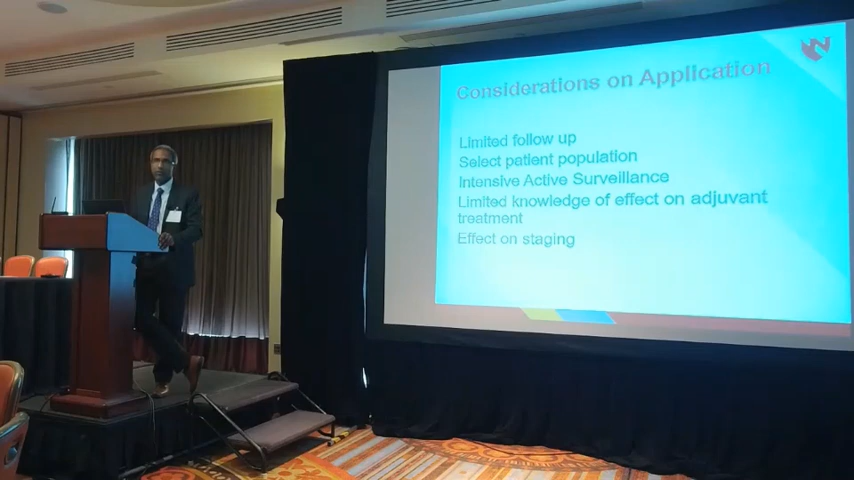 Considerations on Application
Limited follow up
Select patient population
Intensive Active Surveillance
Limited knowledge of effect on adjuvant
treatment
Effect on staging